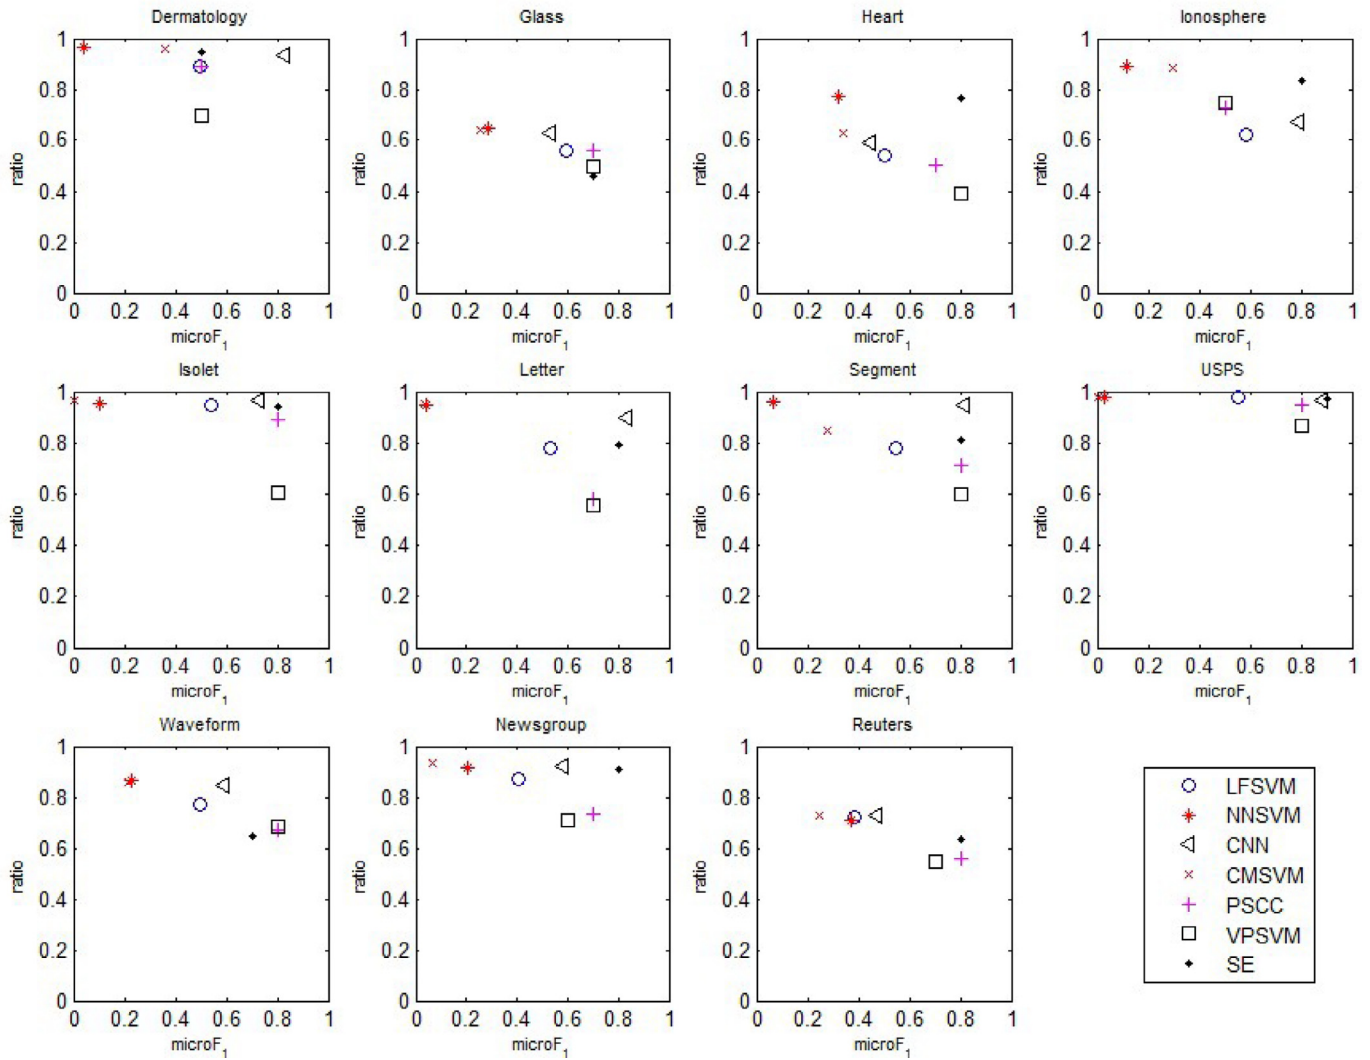 Dermatology
Glass
Heart
Ionosphere
1
0.8
0.6
0.4
0.2
0
ratio
0 0.2 0.4 0.6 0.8 1
microF1
1
0.8
0.6
0.4
0.2
0
ratio
0 0.2 0.4 0.6 0.8 1
microF1
1
0.8
0.6
0.4
0.2
0
ratio
0 0.2 0.4 0.6 0.8 1
microF1
1
0.8
0.6
0.4
0.2
0
ratio
0 0.2 0.4 0.6 0.8 1
microF1
Isolet
Letter
Segment
USPS
1
0.8
0.6
0.4
0.2
0
ratio
0 0.2 0.4 0.6 0.8 1
microF1
1
0.8
0.6
0.4
0.2
0
ratio
0 0.2 0.4 0.6 0.8 1
microF1
1
0.8
0.6
0.4
0.2
0
ratio
0 0.2 0.4 0.6 0.8 1
microF1
1
0.8
0.6
0.4
0.2
0
ratio
0 0.2 0.4 0.6 0.8 1
microF1
Waveform
Newsgroup
Reuters
1
0.8
0.6
0.4
0.2
0
ratio
0 0.2 0.4 0.6 0.8 1
microF1
1
0.8
0.6
0.4
0.2
0
ratio
0 0.2 0.4 0.6 0.8 1
microF1
1
0.8
0.6
0.4
0.2
0
ratio
0 0.2 0.4 0.6 0.8 1
microF1
LFSVM
NNSVM
CNN
CMSVM
PSCC
VPSVM
SE